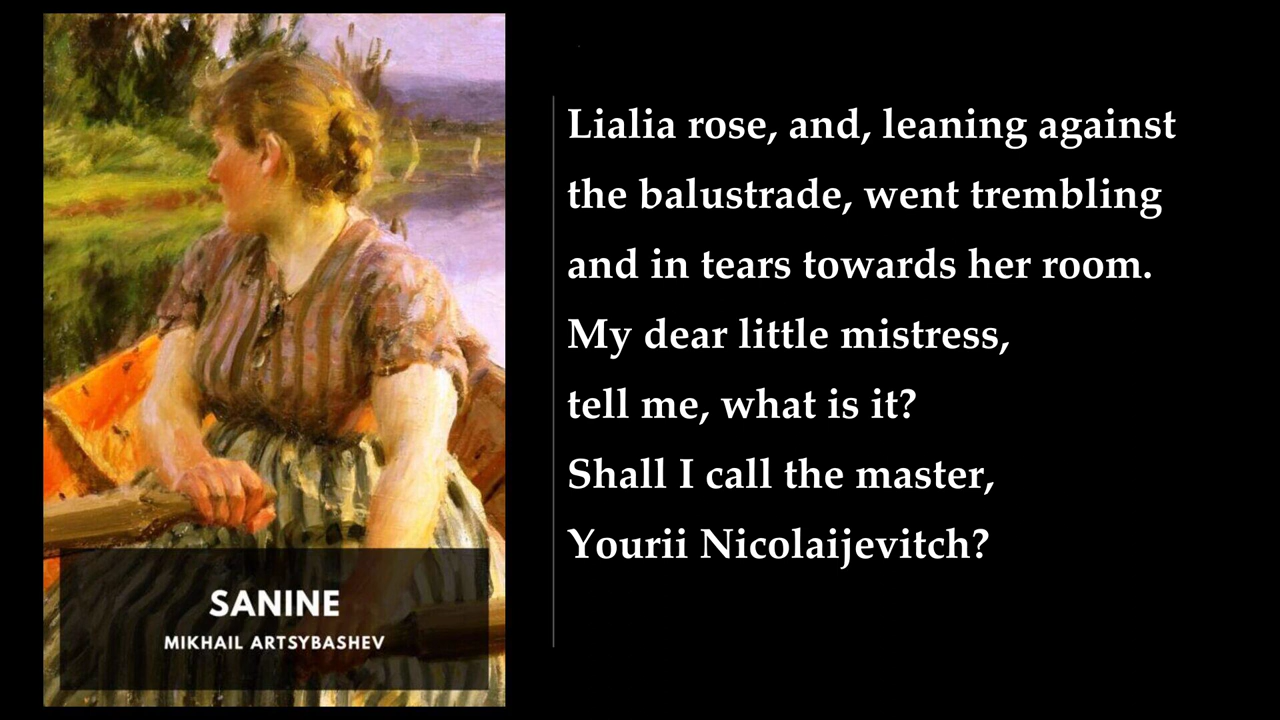 SANINE
MIKHAIL ARTSYBASHEV
Lialia rose, and, leaning against
the balustrade, went trembling
and in tears towards her room.
My dear little mistress,
tell me, what is it?
Shall I call the master,
Yourii Nicolaijevitch?